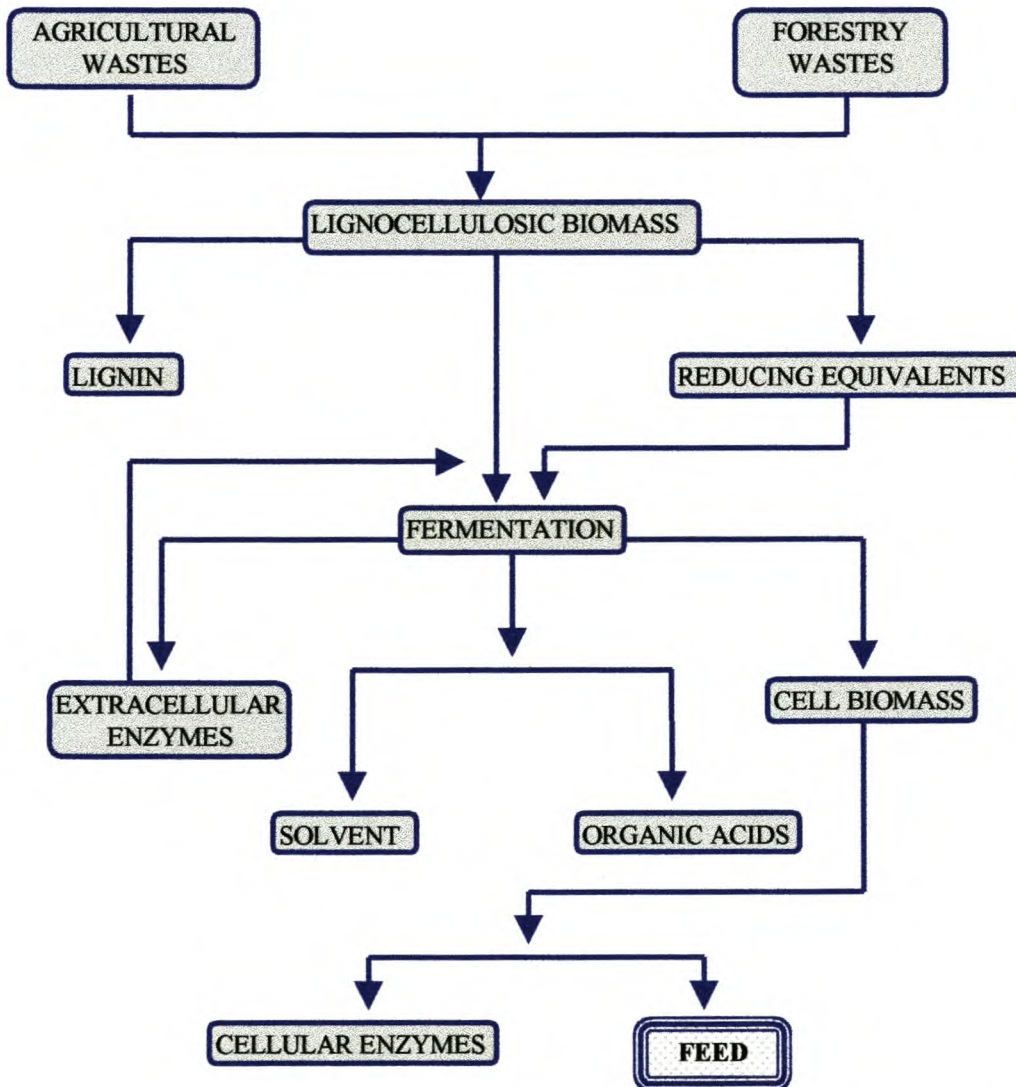 AGRICULTURAL
WASTES
FORESTRY
WASTES
LIGNOCELLULOSIC BIOMASS
LIGNIN
REDUCING EQUIVALENTS
FERMENTATION
EXTRACELLULAR
ENZYMES
CELL BIOMASS
SOLVENT
ORGANIC ACIDS
CELLULAR ENZYMES
FEED